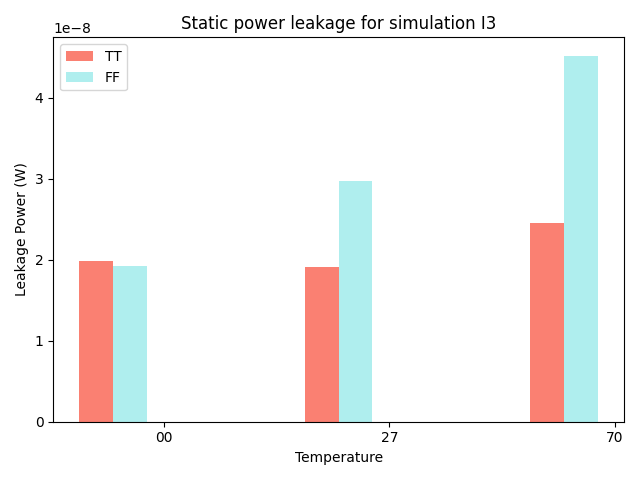 Static power leakage for simulation I3
1e−8
TT
FF
4
3
2
1
0
Leakage Power (W)
00
27
70
Temperature